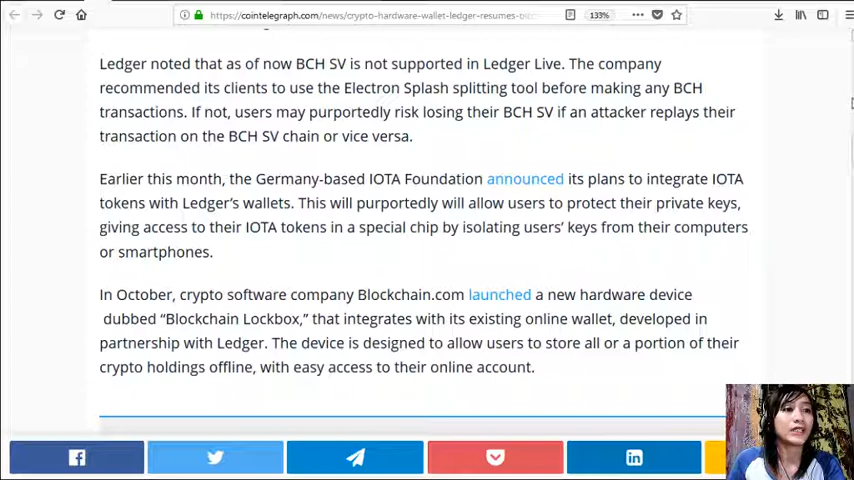 https://cointelegraph.com/news/crypto-hardware-wallet-ledger-resumes-
133%
Ledger noted that as of now BCH SV is not supported in Ledger Live. The company
recommended its clients to use the Electron Splash splitting tool before making any BCH
transactions. If not, users may purportedly risk losing their BCH SV if an attacker replays their
transaction on the BCH SV chain or vice versa.
Earlier this month, the Germany-based IOTA Foundation announced its plans to integrate IOTA
tokens with Ledger's wallets. This will purportedly will allow users to protect their private keys,
giving access to their IOTA tokens in a special chip by isolating users' keys from their computers
or smartphones.
In October, crypto software company Blockchain.com launched a new hardware device
dubbed “Blockchain Lockbox,” that integrates with its existing online wallet, developed in
partnership with Ledger. The device is designed to allow users to store all or a portion of their
crypto holdings offline, with easy access to their online account.